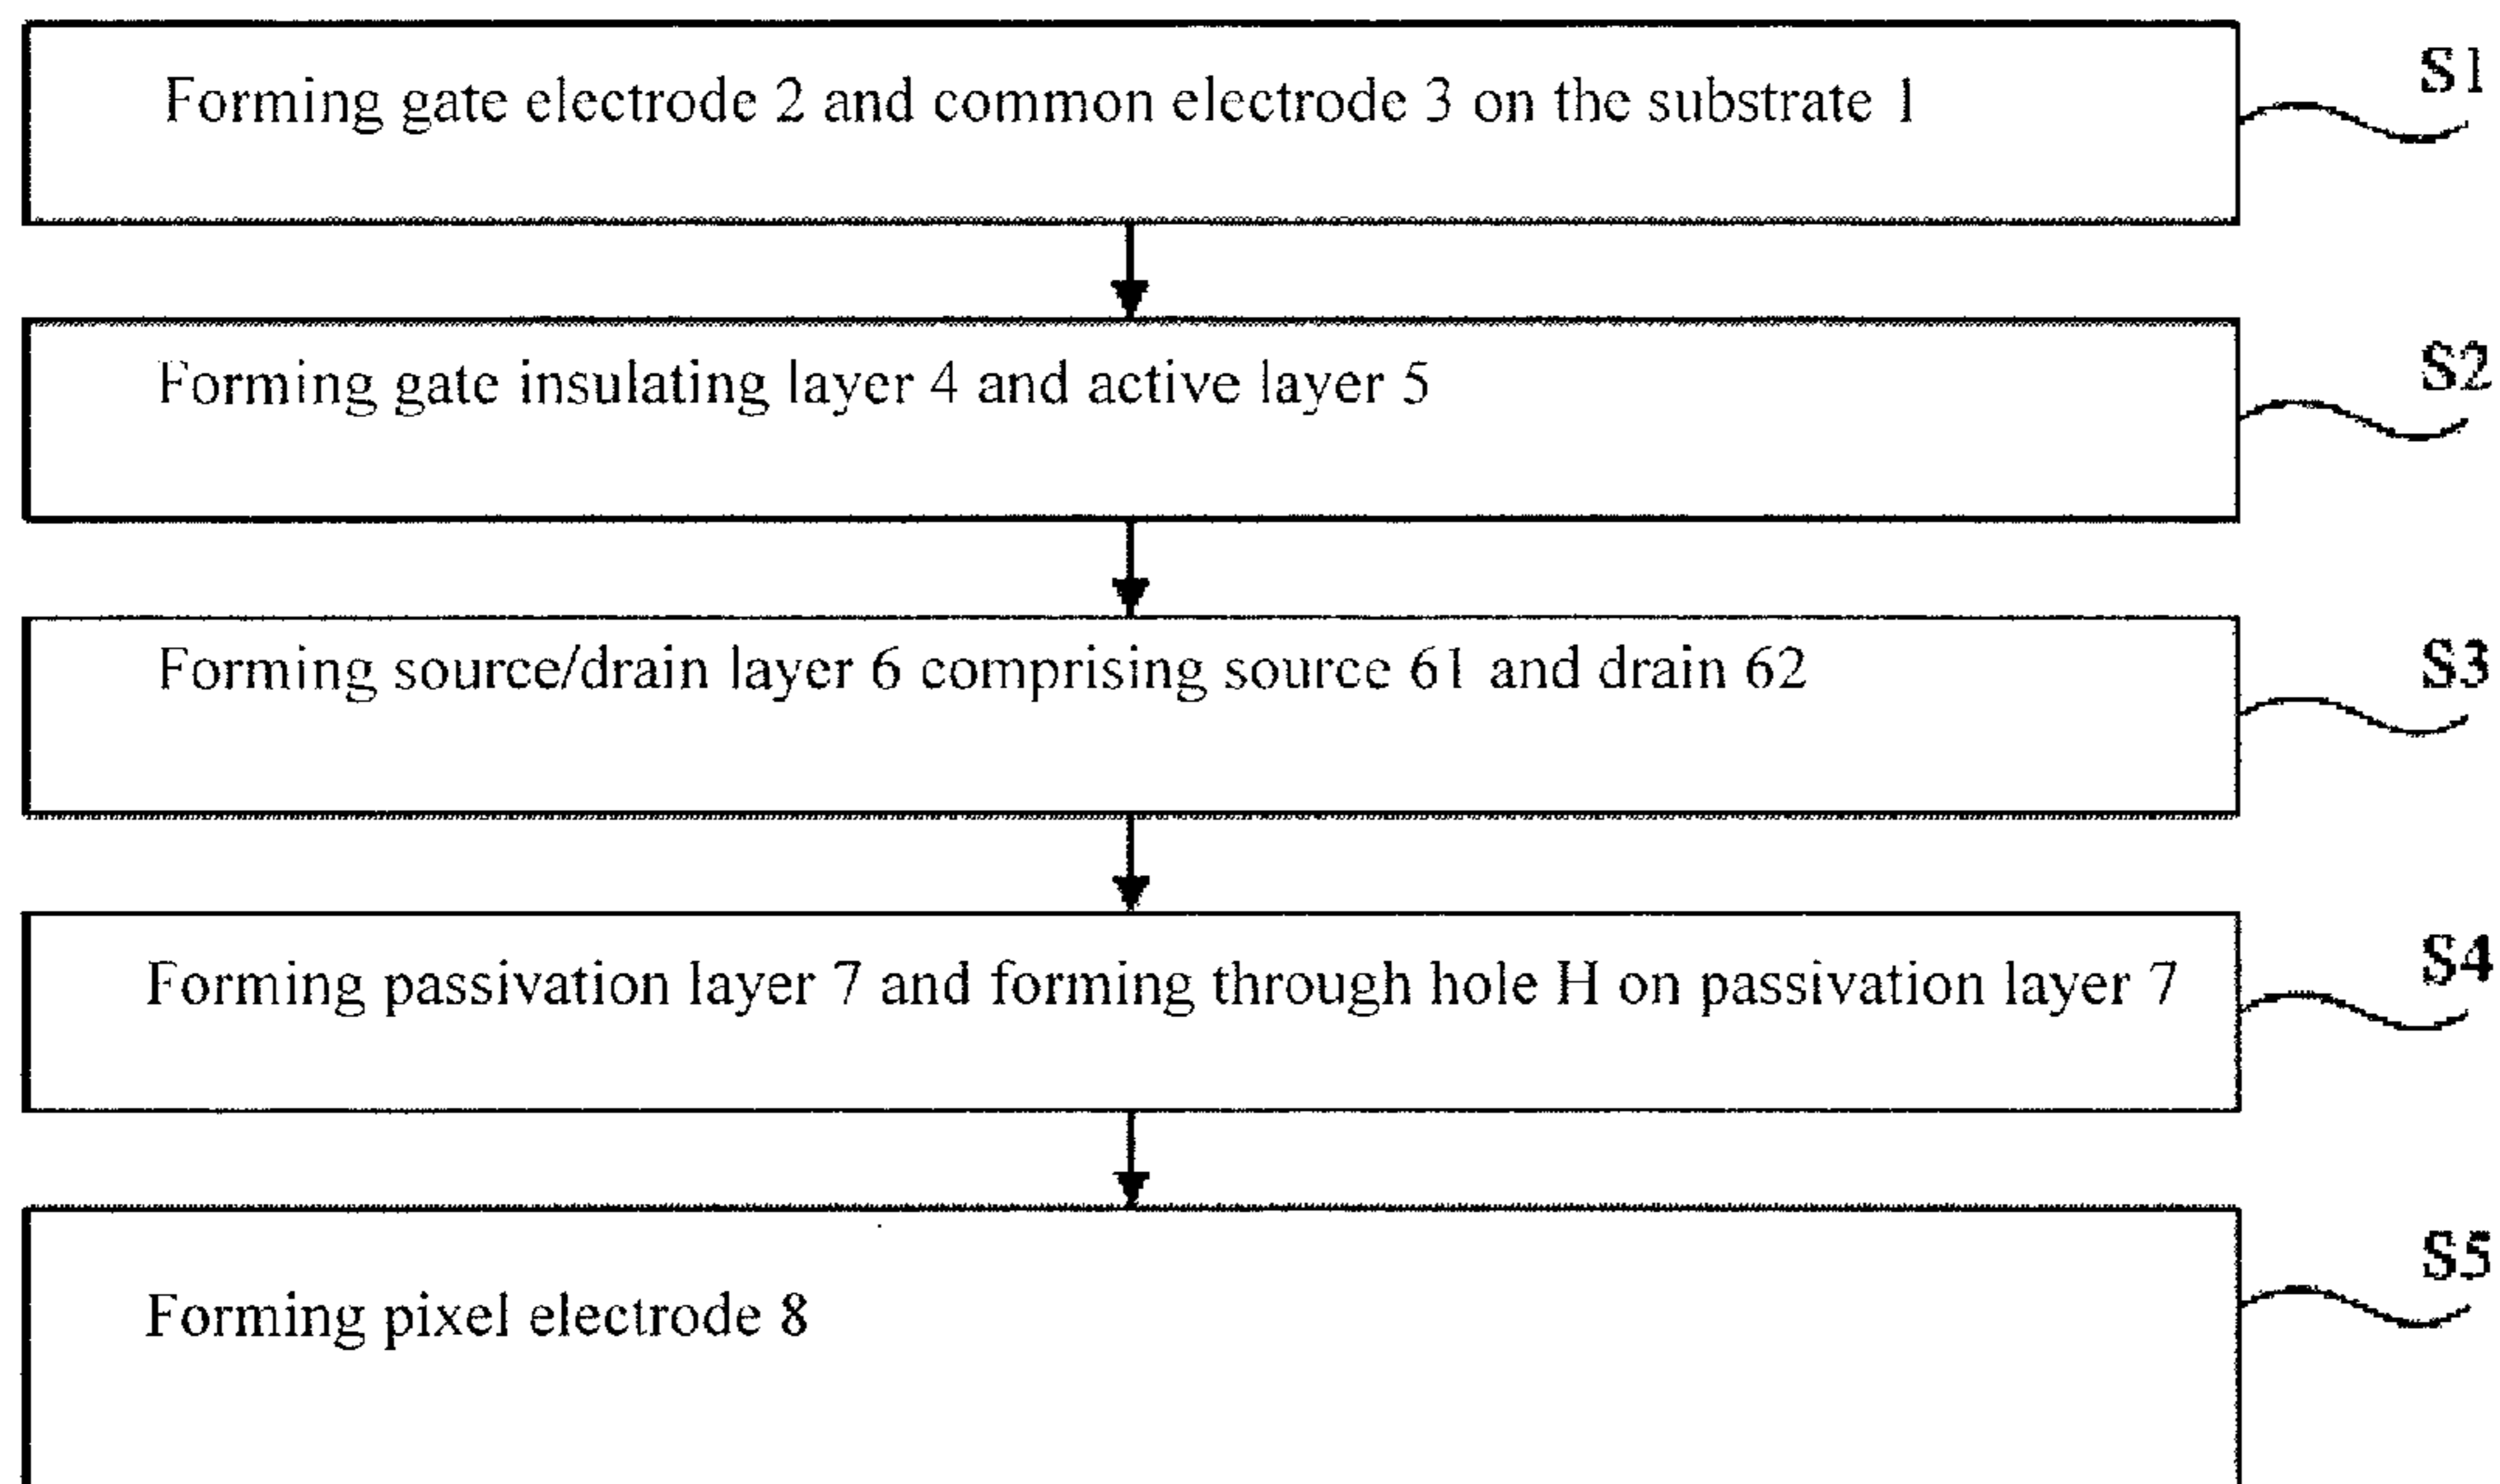 Forming gate electrode 2 and common electrode 3 on the substrate 1
S1
Forming gate insulating layer 4 and active layer 5
S2
Forming source/drain layer 6 comprising source 61 and drain 62
S3
Forming passivation layer 7 and forming through hole H on passivation layer 7
S4
Forming pixel electrode 8
S5